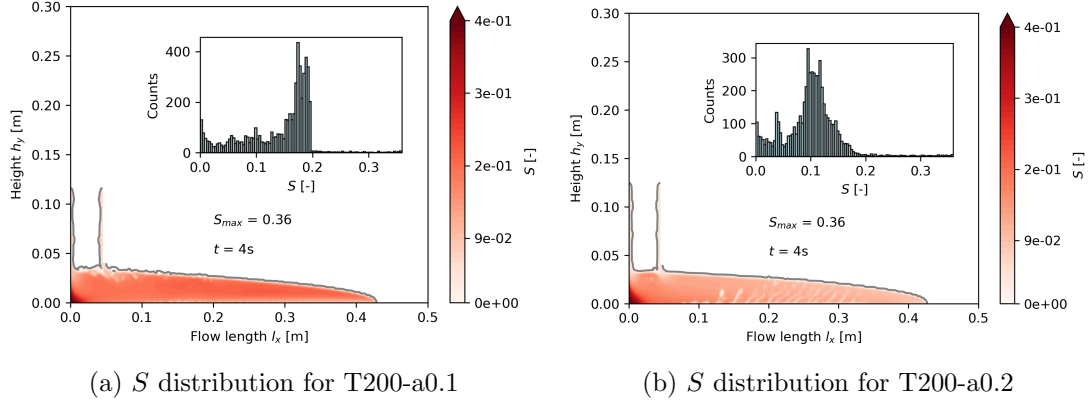 0.30
0.25
0.20
0.15
0.10
0.05
0.00
Height h_y [m]
0.0 0.1 0.2 0.3 0.4 0.5
Flow length l_x [m]
400
200
0
Counts
0.0 0.1 0.2 0.3
S [-]
S_max = 0.36
t = 4s
4e-01
3e-01
2e-01
9e-02
0e+00
S [-]
(a) S distribution for T200-a0.1
0.30
0.25
0.20
0.15
0.10
0.05
0.00
Height h_y [m]
0.0 0.1 0.2 0.3 0.4 0.5
Flow length l_x [m]
300
200
100
0
Counts
0.0 0.1 0.2 0.3
S [-]
S_max = 0.36
t = 4s
4e-01
3e-01
2e-01
9e-02
0e+00
S [-]
(b) S distribution for T200-a0.2